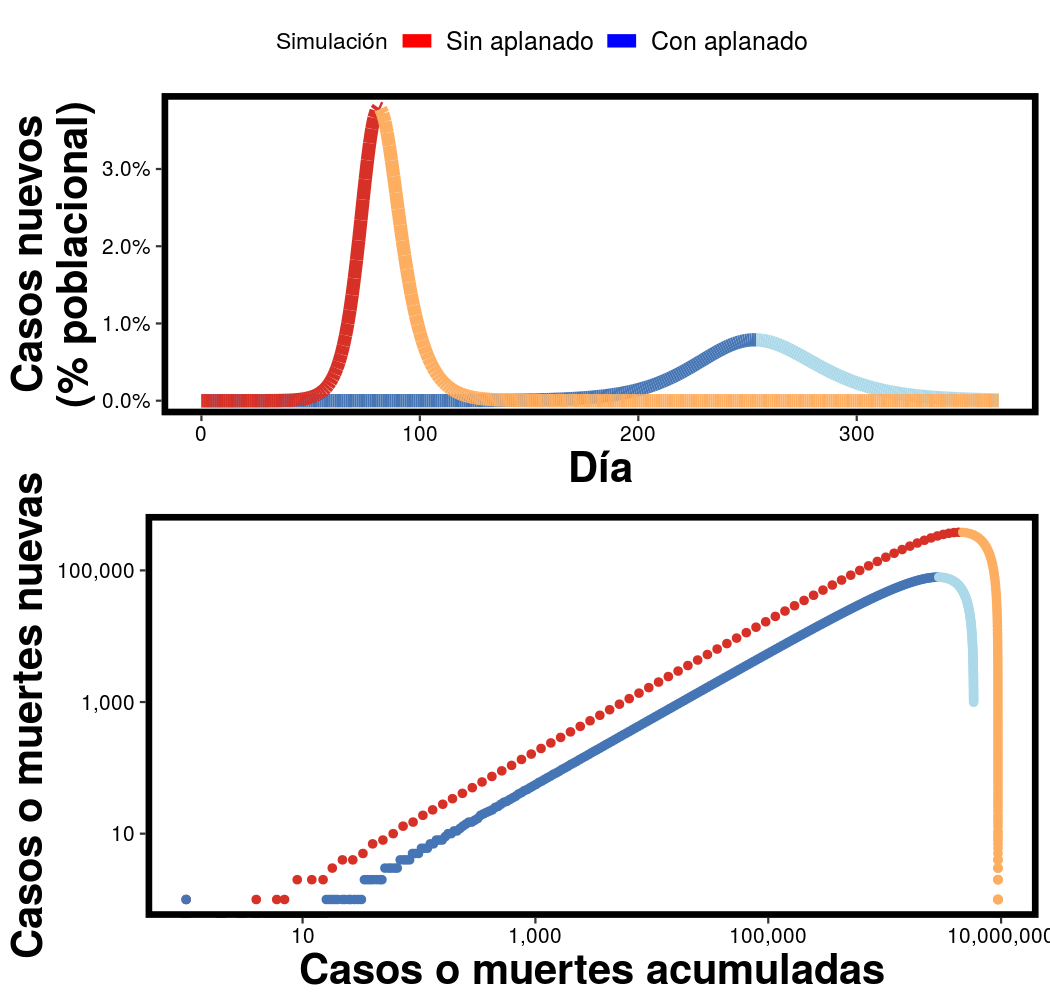 Simulación Sin aplanado Con aplanado
Casos nuevos
(% poblacional)
3.0%
2.0%
1.0%
0.0%
0 100 200 300
Día
Casos o muertes nuevas
100,000
1,000
10
10 1,000 100,000 10,000,000
Casos o muertes acumuladas